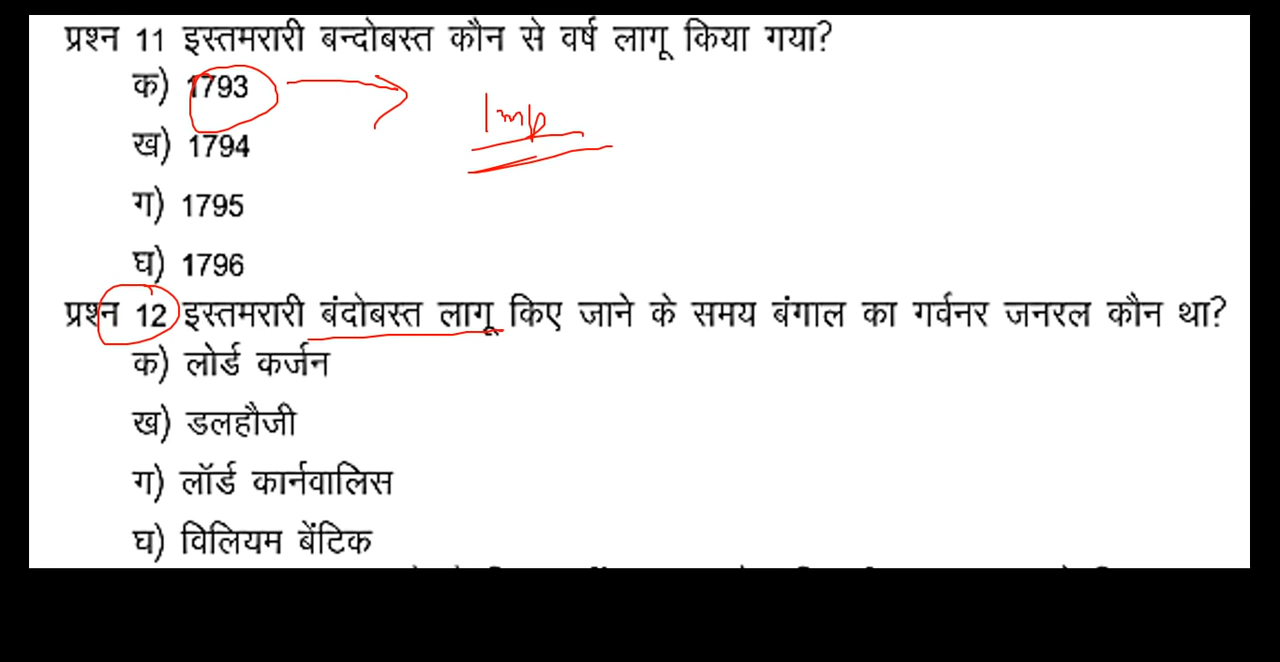 प्रश्न 11 इस्तमरारी बन्दोबस्त कौन से वर्ष लागू किया गया?
क) 1793
Imp
ख) 1794
ग) 1795
घ) 1796
प्रश्न 12 इस्तमरारी बंदोबस्त लागू किए जाने के समय बंगाल का गर्वनर जनरल कौन था?
क) लोर्ड कर्जन
ख) डलहौजी
ग) लॉर्ड कार्नवालिस
घ) विलियम बेंटिक